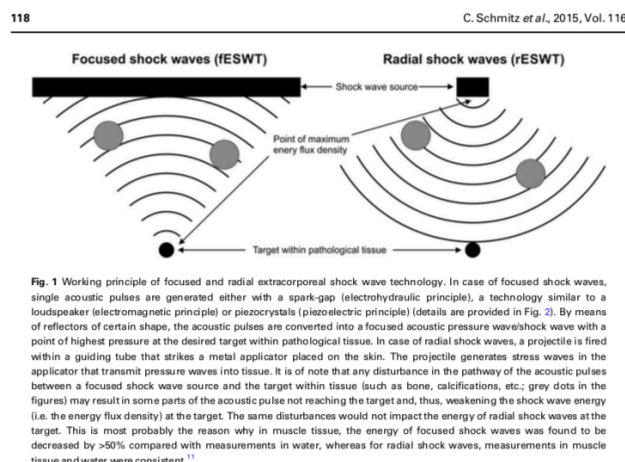 118
C. Schmitz et al., 2015, Vol. 116
Focused shock waves (fESWT)
Radial shock waves (rESWT)
Shock wave source
Point of maximum
enery flux density
Target within pathological tissue
Fig. 1 Working principle of focused and radial extracorporeal shock wave technology. In case of focused shock waves,
single acoustic pulses are generated either with a spark-gap (electrohydraulic principle), a technology similar to a
loudspeaker (electromagnetic principle) or piezocrystals (piezoelectric principle) (details are provided in Fig. 2). By means
of reflectors of certain shape, the acoustic pulses are converted into a focused acoustic pressure wave/shock wave with a
point of highest pressure at the desired target within pathological tissue. In case of radial shock waves, a projectile is fired
within a guiding tube that strikes a metal applicator placed on the skin. The projectile generates stress waves in the
applicator that transmit pressure waves into tissue. It is of note that any disturbance in the pathway of the acoustic pulses
between a focused shock wave source and the target within tissue (such as bone, calcifications, etc.; grey dots in the
figures) may result in some parts of the acoustic pulse not reaching the target and, thus, weakening the shock wave energy
(i.e. the energy flux density) at the target. The same disturbances would not impact the energy of radial shock waves at the
target. This is most probably the reason why in muscle tissue, the energy of focused shock waves was found to be
decreased by >50% compared with measurements in water, whereas for radial shock waves, measurements in muscle
tissue and water were consistent.11